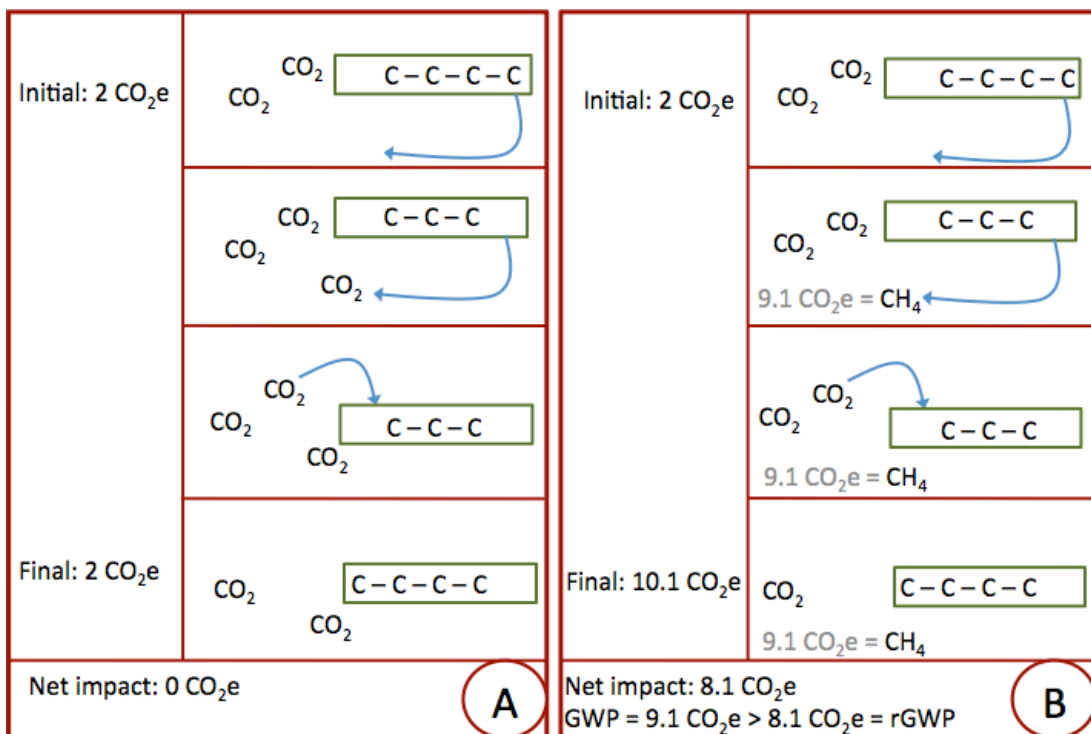 Initial: 2 CO₂e
CO₂
CO₂
C – C – C – C
CO₂
CO₂
C – C – C
CO₂
CO₂
CO₂
C – C – C
CO₂
Final: 2 CO₂e
CO₂
C – C – C – C
CO₂
Net impact: 0 CO₂e
A
Initial: 2 CO₂e
CO₂
CO₂
C – C – C – C
CO₂
CO₂
C – C – C
9.1 CO₂e = CH₄
CO₂
CO₂
C – C – C
9.1 CO₂e = CH₄
Final: 10.1 CO₂e
CO₂
C – C – C – C
9.1 CO₂e = CH₄
Net impact: 8.1 CO₂e
GWP = 9.1 CO₂e > 8.1 CO₂e = rGWP
B